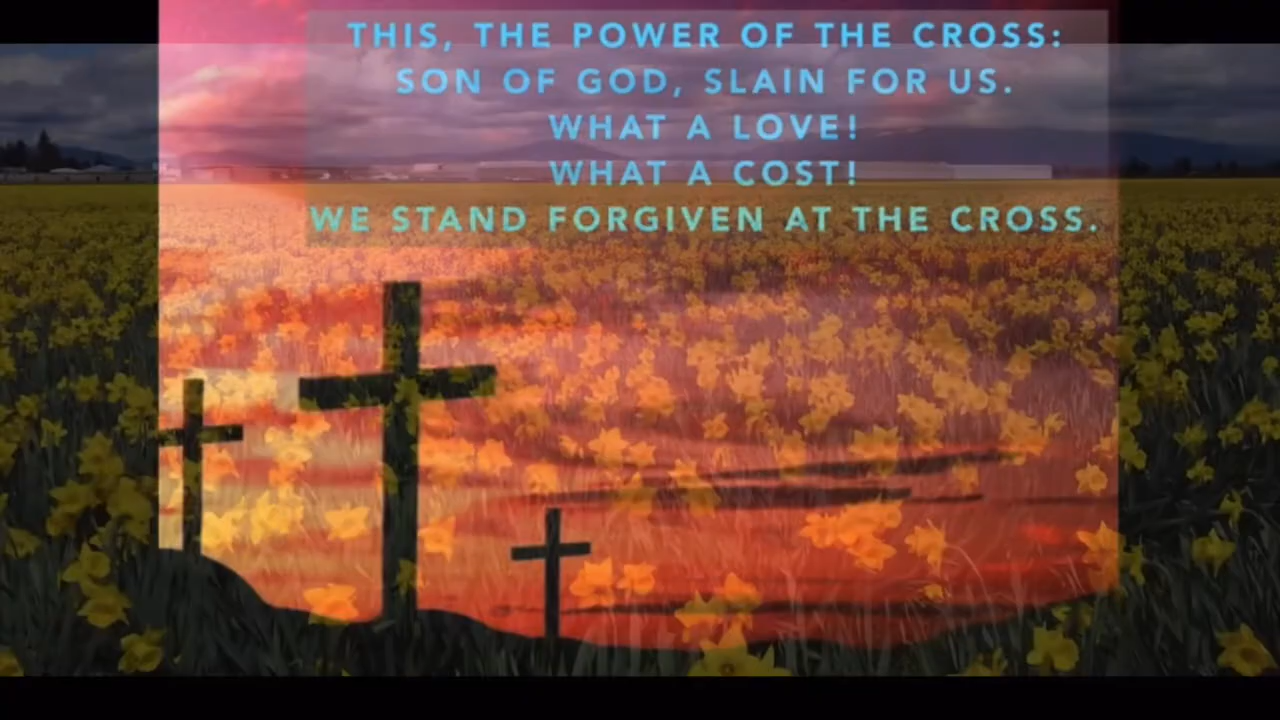 THIS, THE POWER OF THE CROSS:
SON OF GOD, SLAIN FOR US.
WHAT A LOVE!
WHAT A COST!
WE STAND FORGIVEN AT THE CROSS.